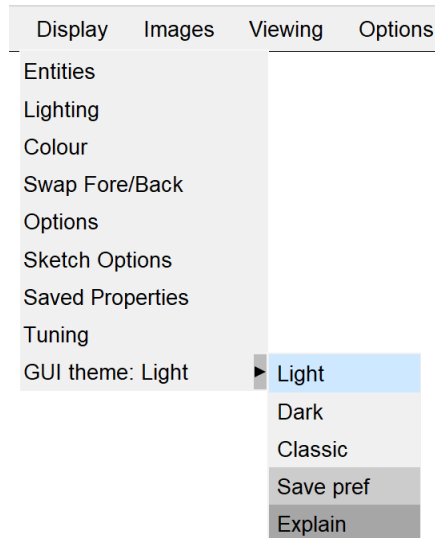 Display Images Viewing Options
Entities
Lighting
Colour
Swap Fore/Back
Options
Sketch Options
Saved Properties
Tuning
GUI theme: Light
Light
Dark
Classic
Save pref
Explain